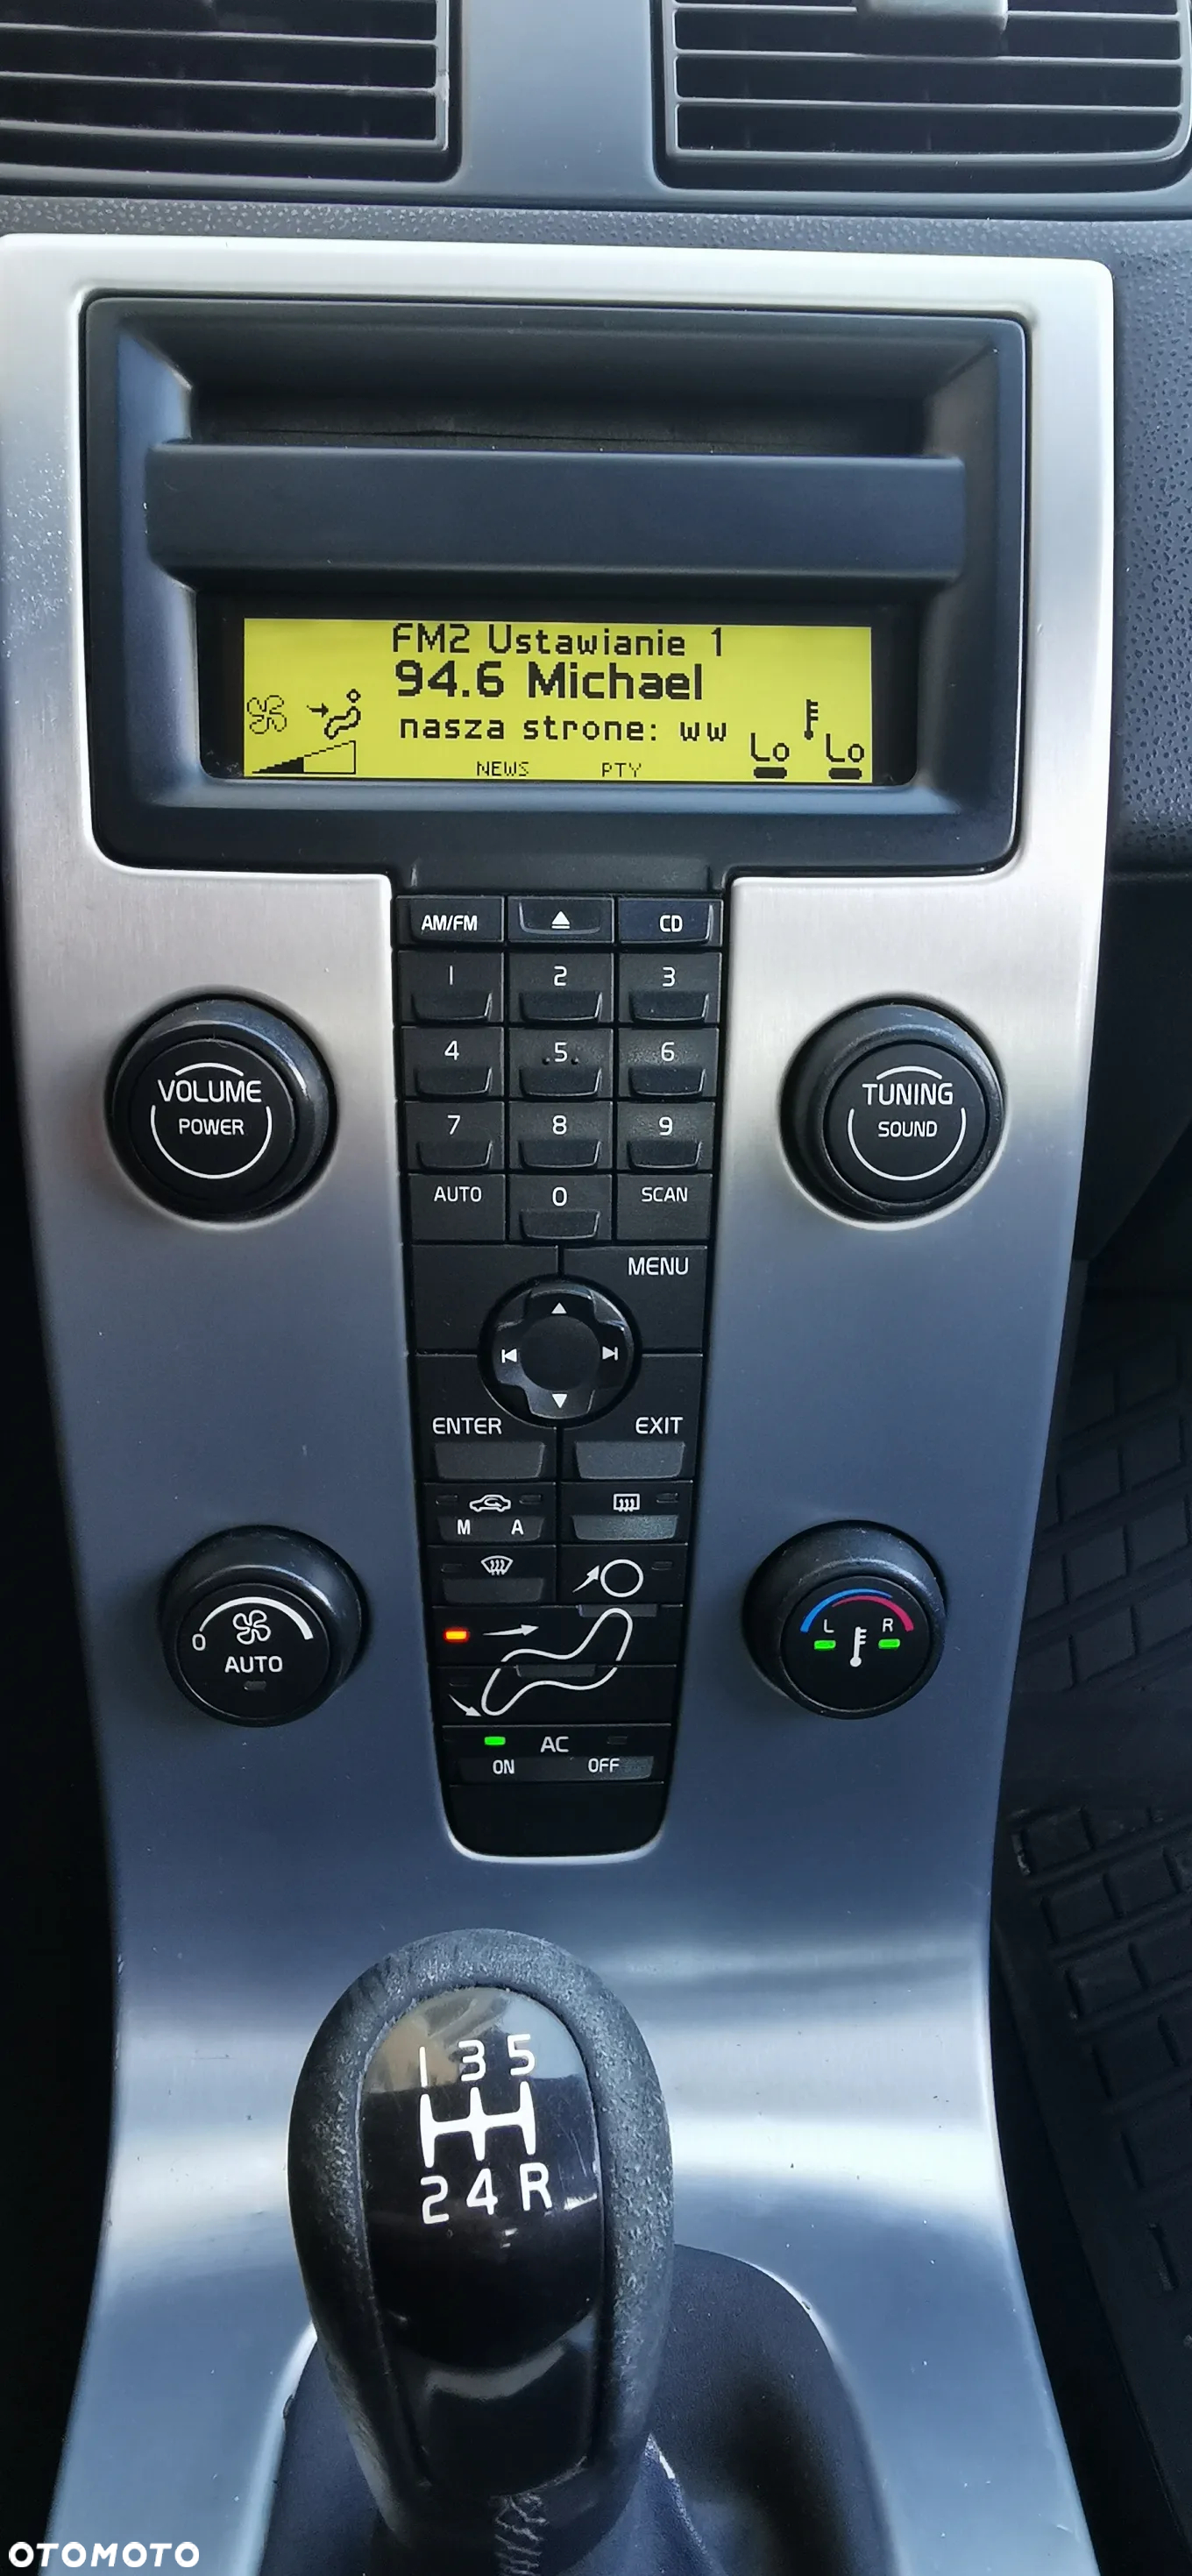 FM2 Ustawianie 1
94.6 Michael
nasza strone: ww
Lo Lo
NEWS PTY
AM/FM CD
1 2 3
4 5 6
7 8 9
AUTO 0 SCAN
VOLUME
POWER
TUNING
SOUND
MENU
ENTER EXIT
M A
0
AUTO
L R
AC
ON OFF
1 3 5
2 4 R
OTOMOTO